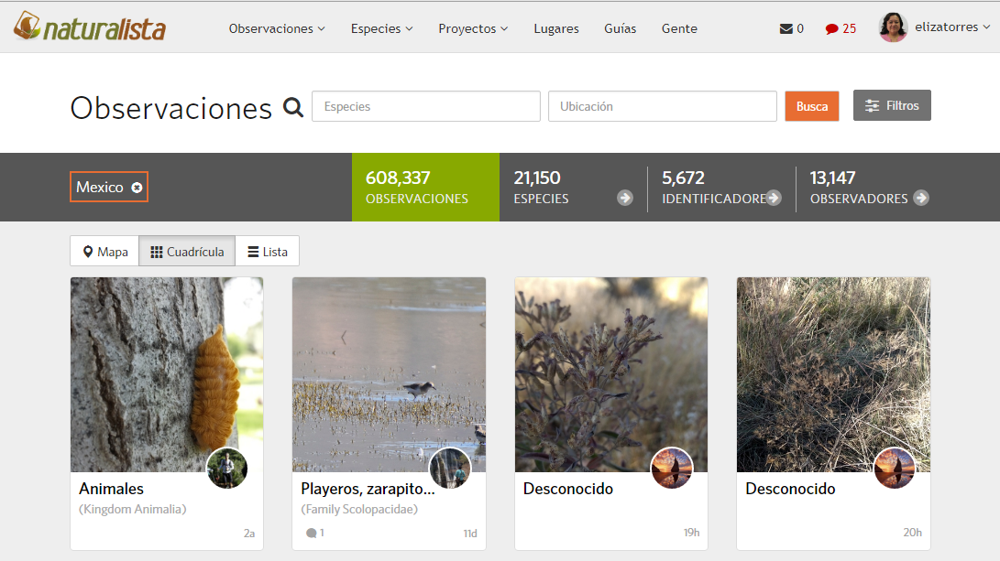 naturalista
Observaciones Especies Proyectos Lugares Guías Gente 0 25 elizatorres
Observaciones Especies Ubicación Busca Filtros
Mexico
608,337
OBSERVACIONES
21,150
ESPECIES
5,672
IDENTIFICADORE
13,147
OBSERVADORES
Mapa Cuadrícula Lista
Animales
(Kingdom Animalia)
2a
Playeros, zarapito...
(Family Scolopacidae)
1 11d
Desconocido
19h
Desconocido
20h